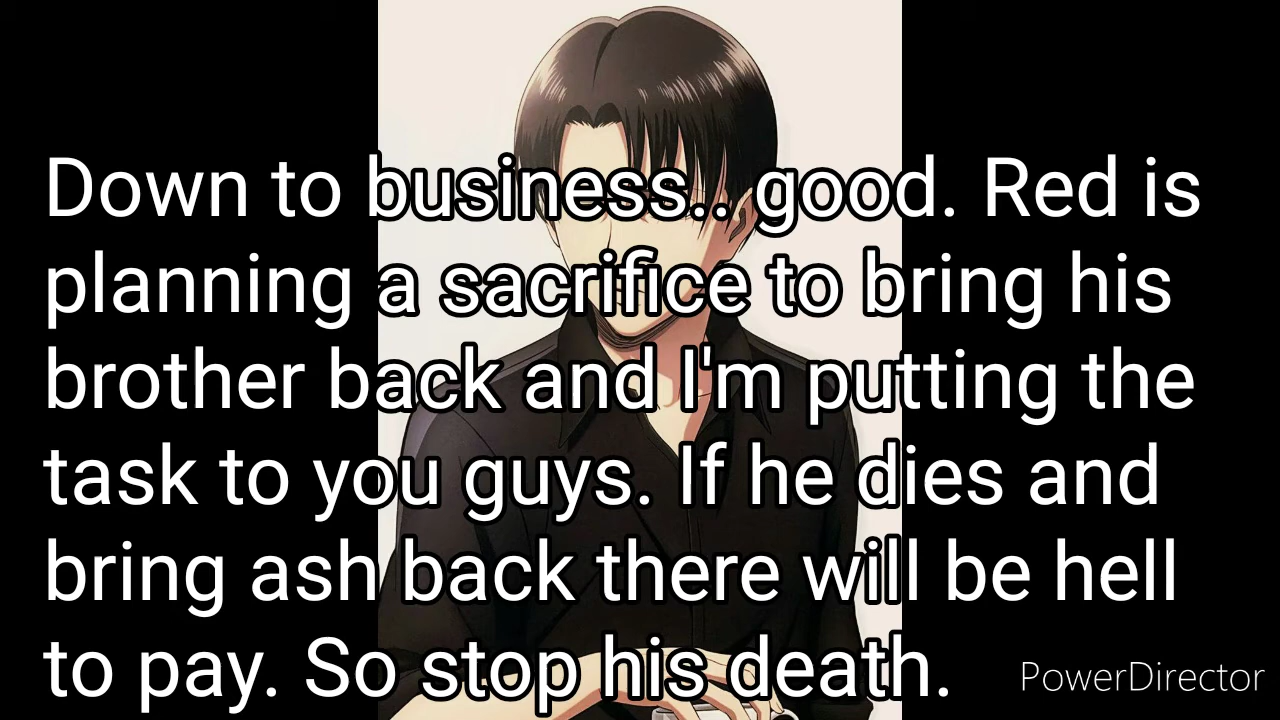 Down to business.. good. Red is
planning a sacrifice to bring his
brother back and I'm putting the
task to you guys. If he dies and
bring ash back there will be hell
to pay. So stop his death.
PowerDirector